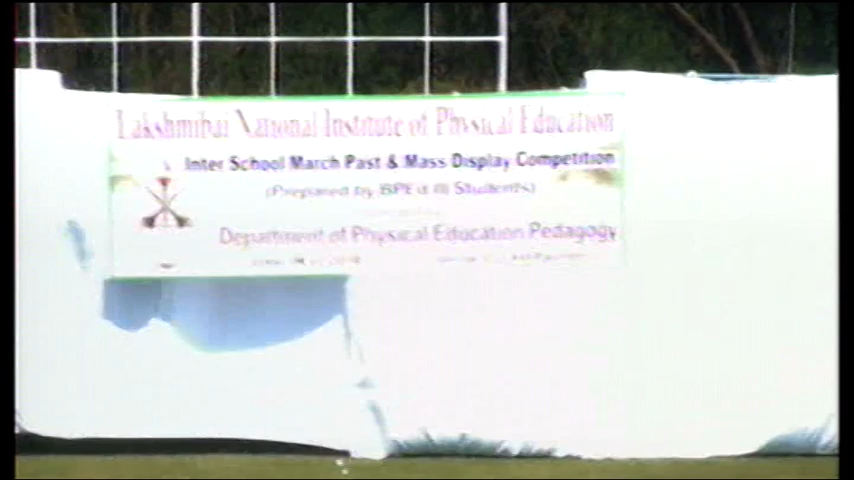 Lakshmibai National Institute of Physical Education
Inter School March Past & Mass Display Competition
(Prepared by BPEd III Students)
Department of Physical Education Pedagogy